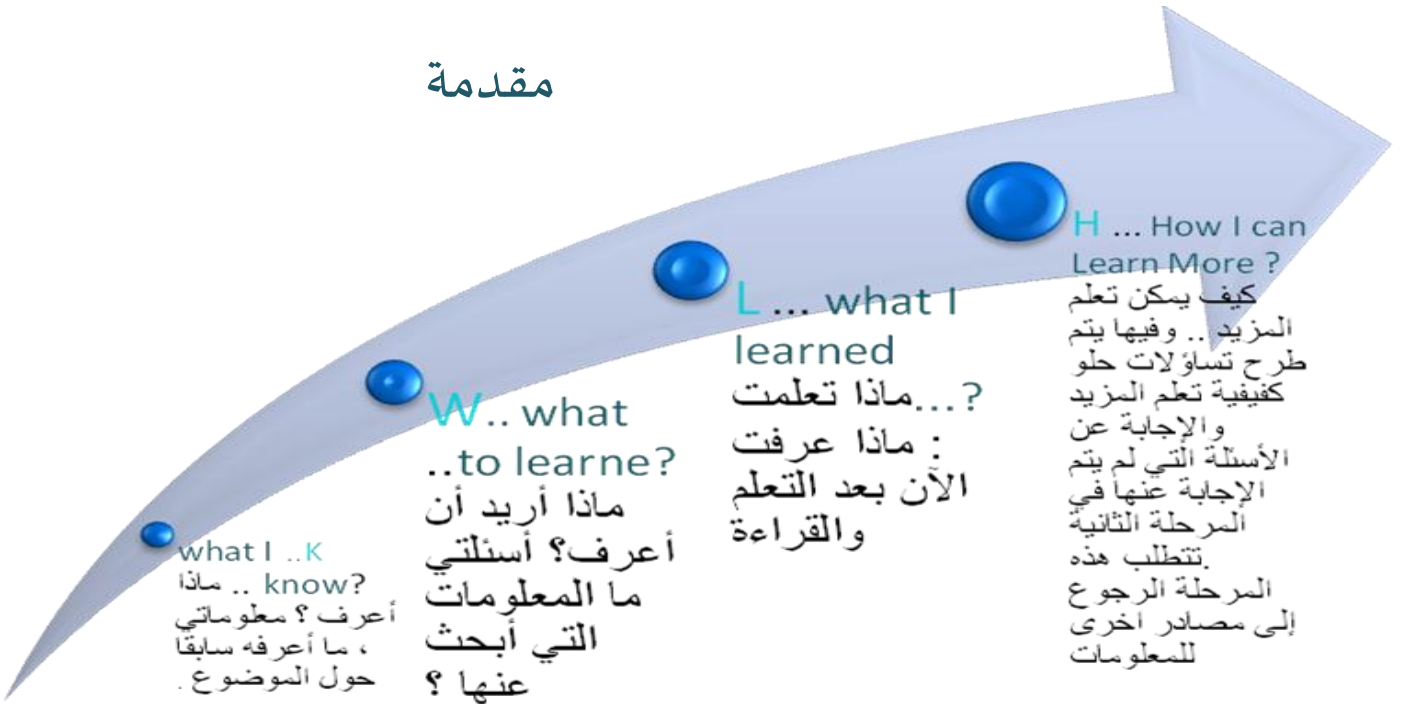 مقدمة
what I ..K
ماذا .. know?
أعرف ؟ معلوماتي
، ما أعرفه سابقا
حول الموضوع .
W.. what
..to learne?
ماذا أريد أن
أعرف؟ أسئلتي
ما المعلومات
التي أبحث
عنها ؟
L ... what I
learned
ماذا تعلمت...?
: ماذا عرفت
الآن بعد التعلم
والقراءة
H ... How I can
Learn More ?
كيف يمكن تعلم
المزيد .. وفيها يتم
طرح تساؤلات حلو
كفيفية تعلم المزيد
والإجابة عن
الأسئلة التي لم يتم
الإجابة عنها في
المرحلة الثانية
.تتطلب هذه
المرحلة الرجوع
إلى مصادر اخرى
للمعلومات